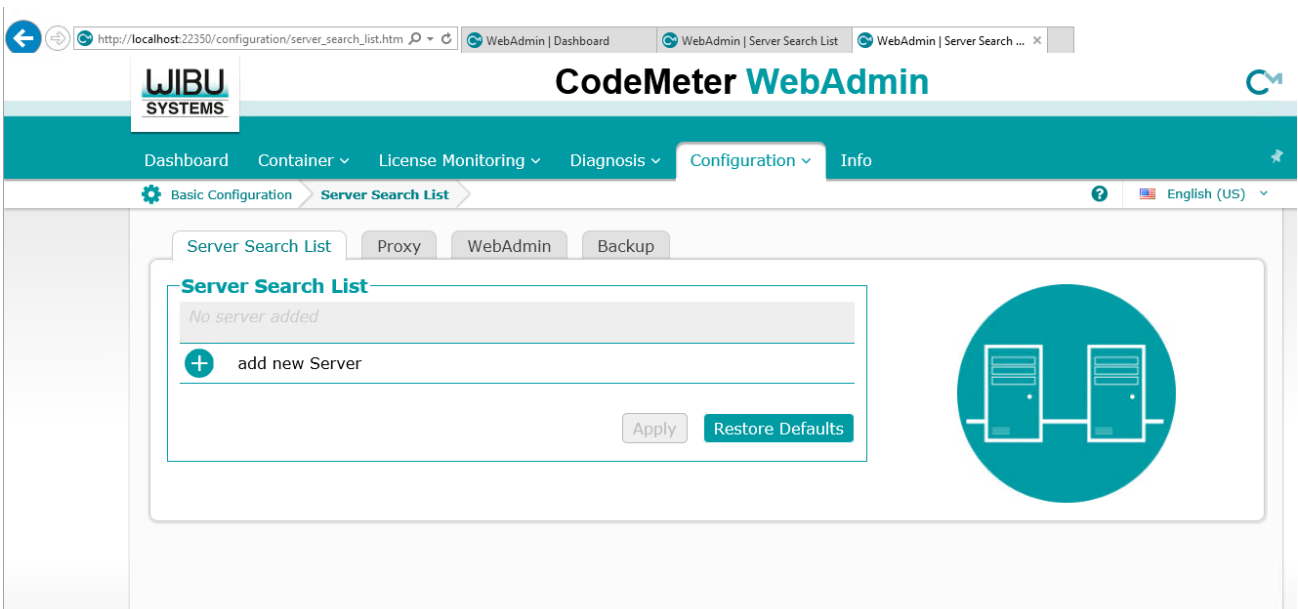 http://localhost:22350/configuration/server_search_list.htm
WebAdmin | Dashboard
WebAdmin | Server Search List
WebAdmin | Server Search ...
WIBU
SYSTEMS
CodeMeter WebAdmin
CM
Dashboard
Container
License Monitoring
Diagnosis
Configuration
Info
Basic Configuration
Server Search List
?
English (US)
Server Search List
Proxy
WebAdmin
Backup
Server Search List
No server added
add new Server
Apply
Restore Defaults